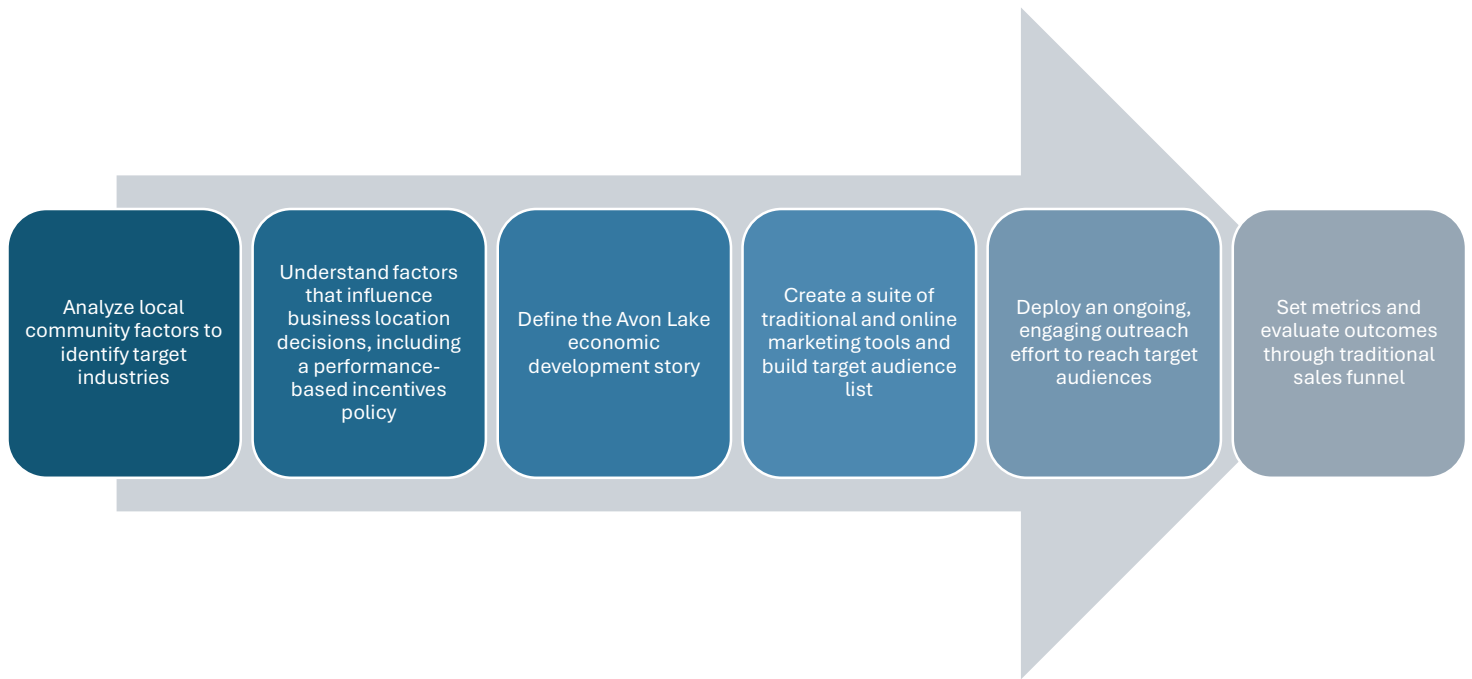 Analyze local
community factors to
identify target
industries
Understand factors
that influence
business location
decisions, including
a performance-
based incentives
policy
Define the Avon Lake
economic
development story
Create a suite of
traditional and online
marketing tools and
build target audience
list
Deploy an ongoing,
engaging outreach
effort to reach target
audiences
Set metrics and
evaluate outcomes
through traditional
sales funnel